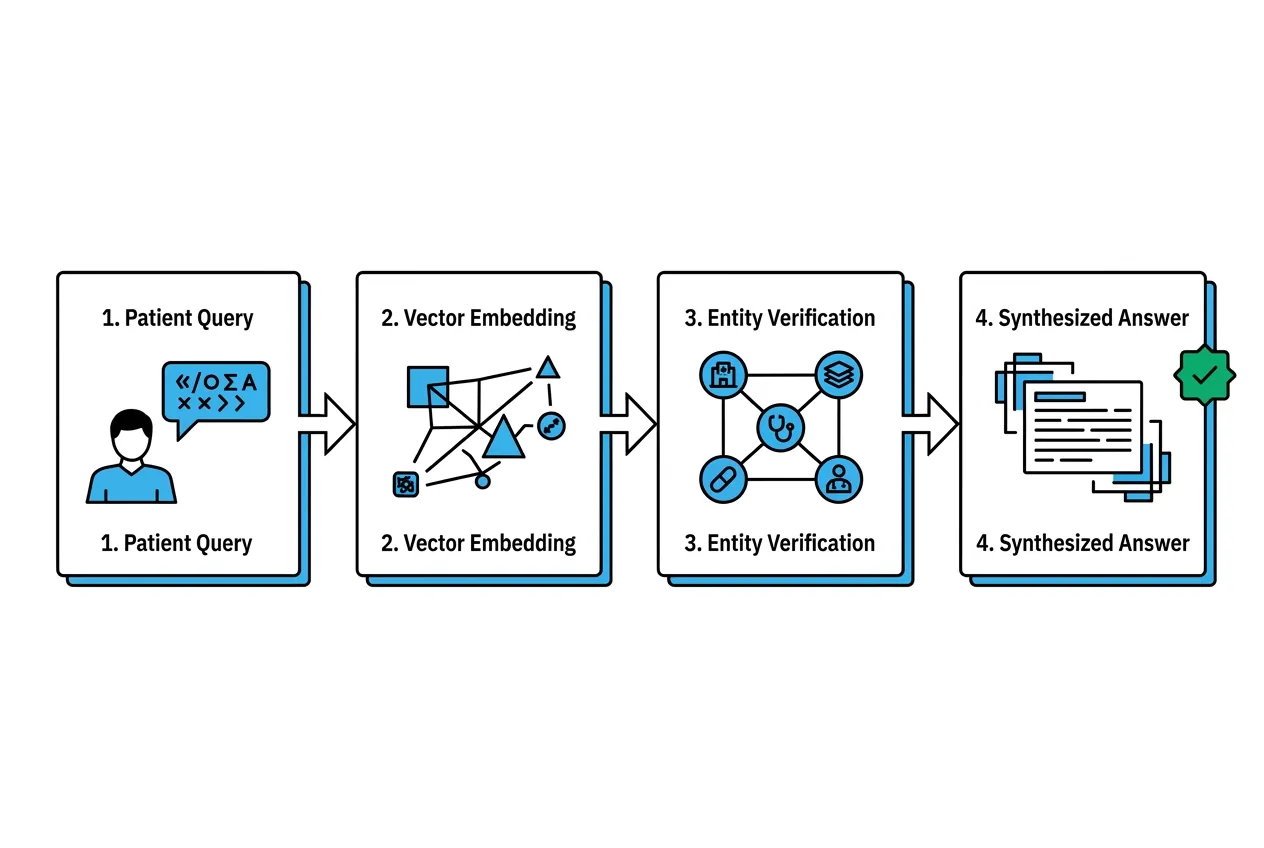 1. Patient Query
«/O Σ A
× × > >
1. Patient Query
2. Vector Embedding
2. Vector Embedding
3. Entity Verification
3. Entity Verification
4. Synthesized Answer
4. Synthesized Answer